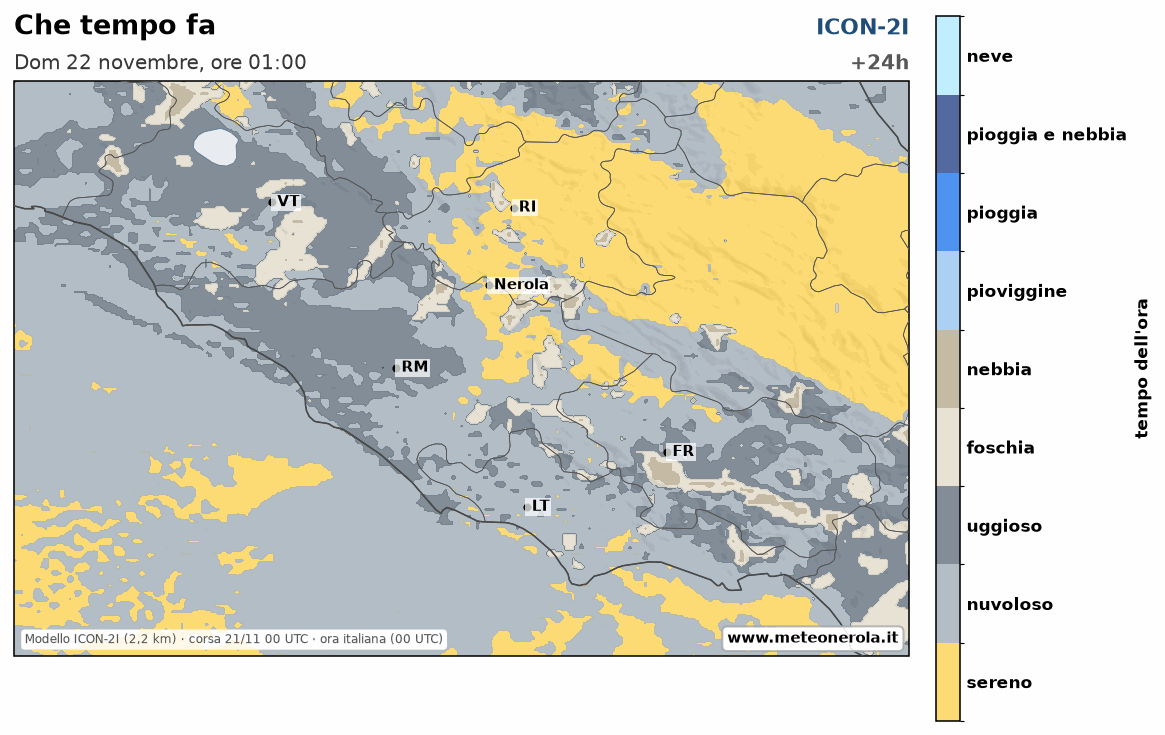 Che tempo fa
ICON-2I
Dom 22 novembre, ore 01:00
+24h
neve
pioggia e nebbia
pioggia
pioviggine
nebbia
foschia
uggioso
nuvoloso
sereno
tempo dell'ora
VT
RI
Nerola
RM
FR
LT
Modello ICON-2I (2,2 km) · corsa 21/11 00 UTC · ora italiana (00 UTC)
www.meteonerola.it